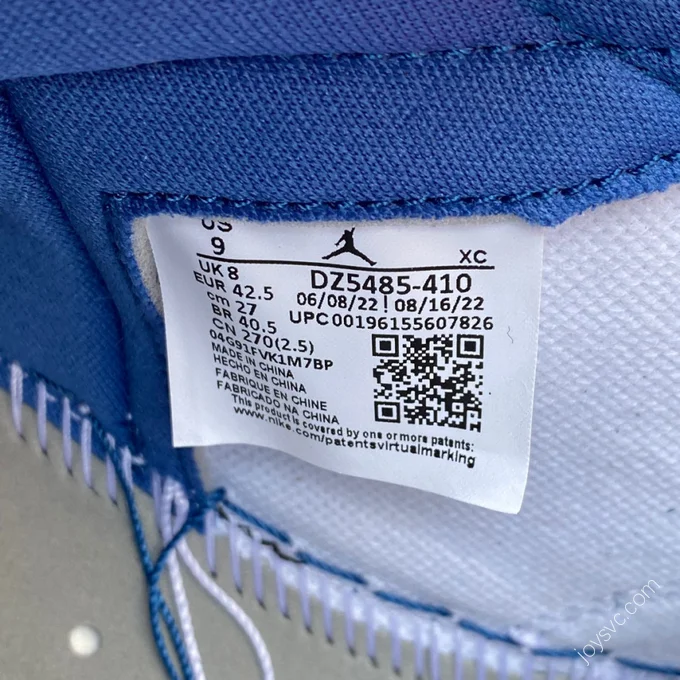 US
9
XC
UK 8
EUR 42.5
cm 27
BR 40.5
CN 270(2.5)
04G91FVK1M7BP
MADE IN CHINA
HECHO EN CHINA
FABRIQUE EN CHINE
FABRICADO NA CHINA
DZ5485-410
06/08/22 | 08/16/22
UPC00196155607826
This product is covered by one or more patents:
www.nike.com/patentsvirtualmarking
joysvc.com